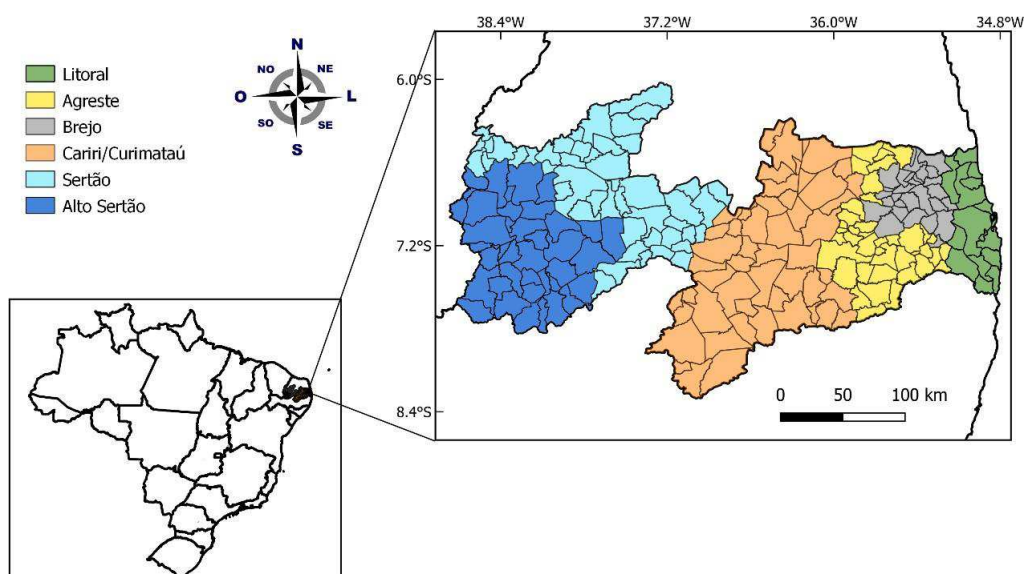 38.4°W 37.2°W 36.0°W 34.8°W
N
NO NE
O L
SO SE
S
Litoral
Agreste
Brejo
Cariri/Curimataú
Sertão
Alto Sertão
6.0°S
7.2°S
8.4°S
0 50 100 km